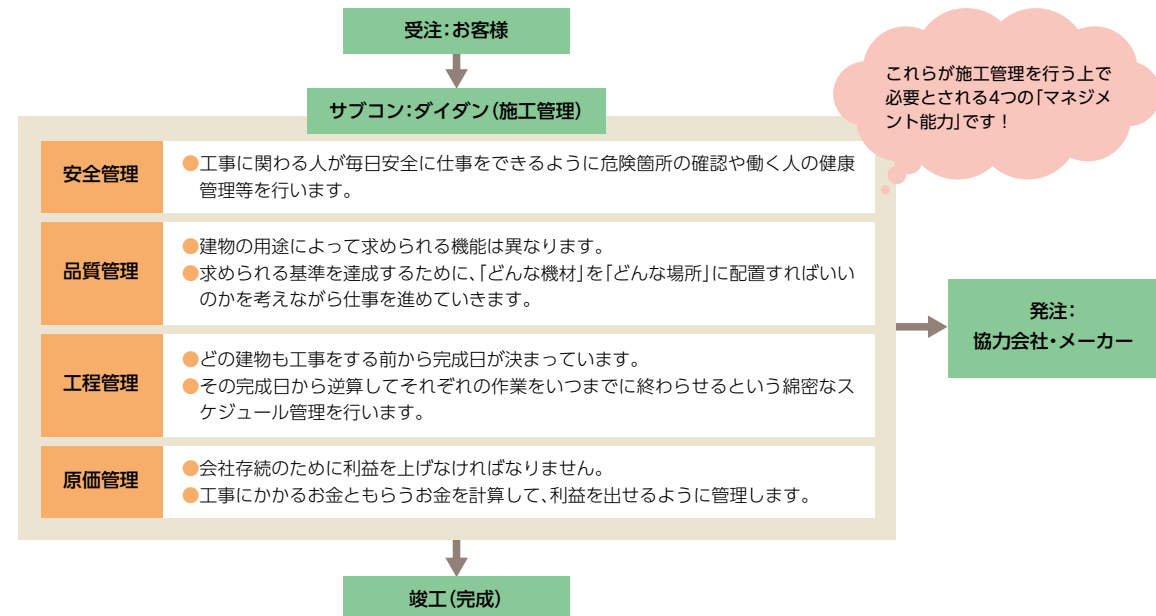 受注:お客様
サブコン:ダイダン(施工管理)
これらが施工管理を行う上で
必要とされる4つの「マネジメ
ント能力」です！
安全管理
●工事に関わる人が毎日安全に仕事をできるように危険箇所の確認や働く人の健康
管理等を行います。
品質管理
●建物の用途によって求められる機能は異なります。
●求められる基準を達成するために、「どんな機材」を「どんな場所」に配置すればいい
のかを考えながら仕事を進めていきます。
工程管理
●どの建物も工事をする前から完成日が決まっています。
●その完成日から逆算してそれぞれの作業をいつまでに終わらせるという綿密なス
ケジュール管理を行います。
原価管理
●会社存続のために利益を上げなければなりません。
●工事にかかるお金ともらうお金を計算して、利益を出せるように管理します。
発注:
協力会社・メーカー
竣工(完成)